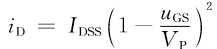 i_D = I_DSS(1 − u_GS/V_P)^2